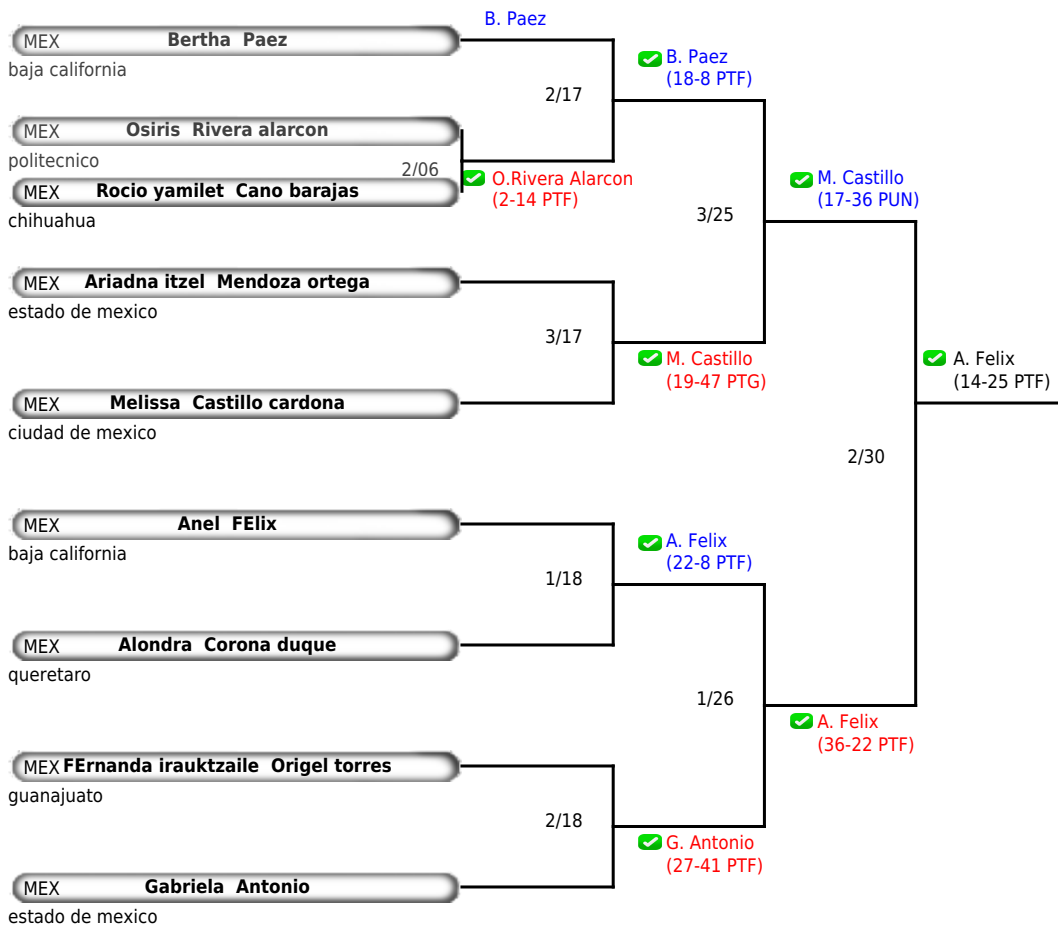 B. Paez
MEX Bertha Paez
baja california
B. Paez
(18-8 PTF)
2/17
MEX Osiris Rivera alarcon
politecnico
2/06
O.Rivera Alarcon
(2-14 PTF)
MEX Rocio yamilet Cano barajas
chihuahua
M. Castillo
(17-36 PUN)
3/25
MEX Ariadna itzel Mendoza ortega
estado de mexico
3/17
M. Castillo
(19-47 PTG)
A. Felix
(14-25 PTF)
MEX Melissa Castillo cardona
ciudad de mexico
2/30
MEX Anel FElix
baja california
A. Felix
(22-8 PTF)
1/18
MEX Alondra Corona duque
queretaro
1/26
A. Felix
(36-22 PTF)
MEX FErnanda irauktzaile Origel torres
guanajuato
2/18
G. Antonio
(27-41 PTF)
MEX Gabriela Antonio
estado de mexico